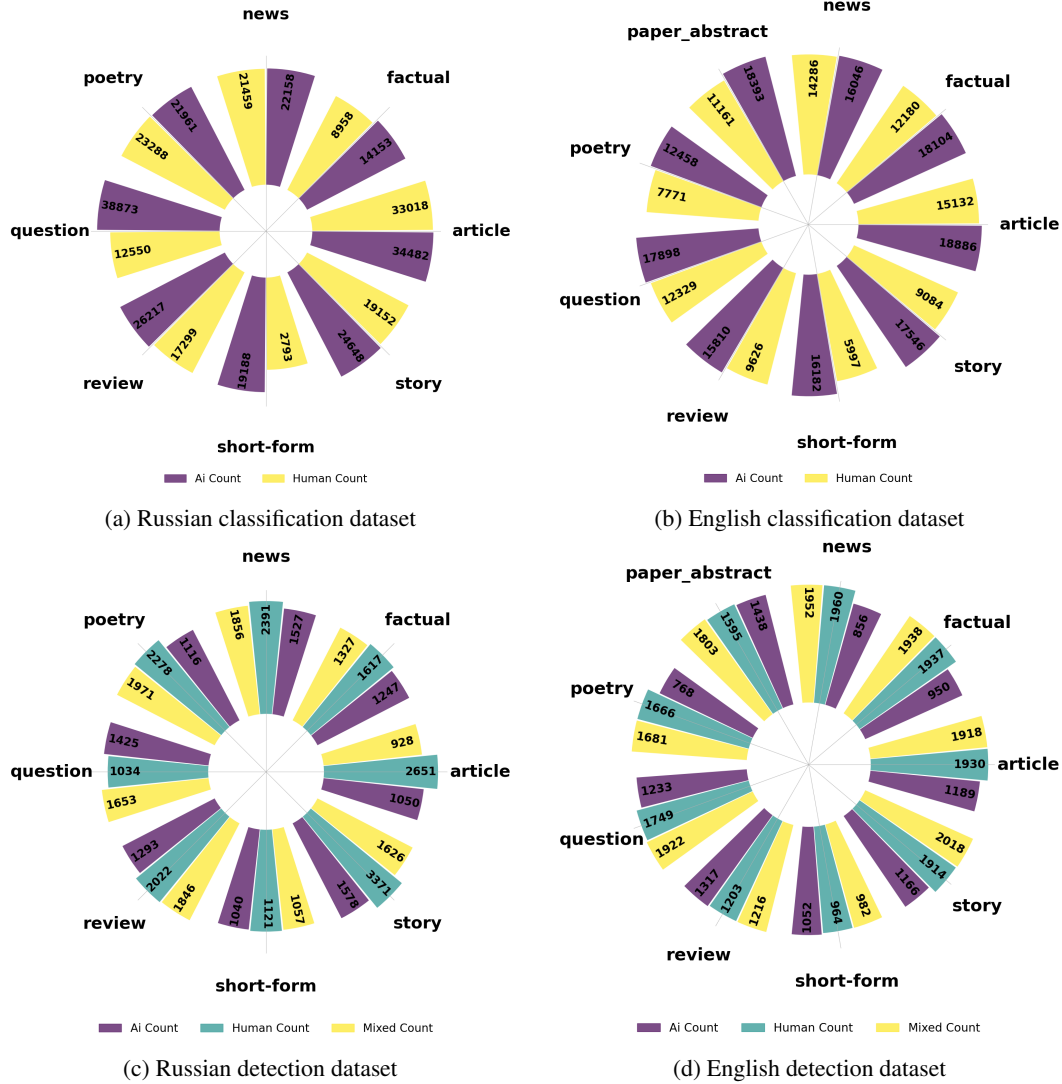 news
poetry
factual
21961
21459
22158
8958
23288
14153
38873
33018
question
article
12550
34482
26217
19152
17299
19188
2793
24648
review
story
short-form
Ai Count
Human Count
(a) Russian classification dataset
news
paper_abstract
factual
18393
14286
16046
11161
12180
12458
18104
poetry
7771
15132
17898
article
18886
question
12329
9084
15810
17546
9626
16182
5997
story
review
short-form
Ai Count
Human Count
(b) English classification dataset
news
poetry
factual
1116
1856
2391
1527
1327
2278
1617
1971
1247
1425
928
question
1034
2651
article
1653
1050
1293
1626
2022
3371
1846
1040
1121
1057
1578
review
story
short-form
Ai Count
Human Count
Mixed Count
(c) Russian detection dataset
news
paper_abstract
factual
1438
1952
1960
856
1595
1938
1803
1937
768
950
poetry
1666
1681
1918
1930
article
1233
1189
question
1749
1922
2018
1317
1914
1203
1166
1216
1052
964
982
story
review
short-form
Ai Count
Human Count
Mixed Count
(d) English detection dataset